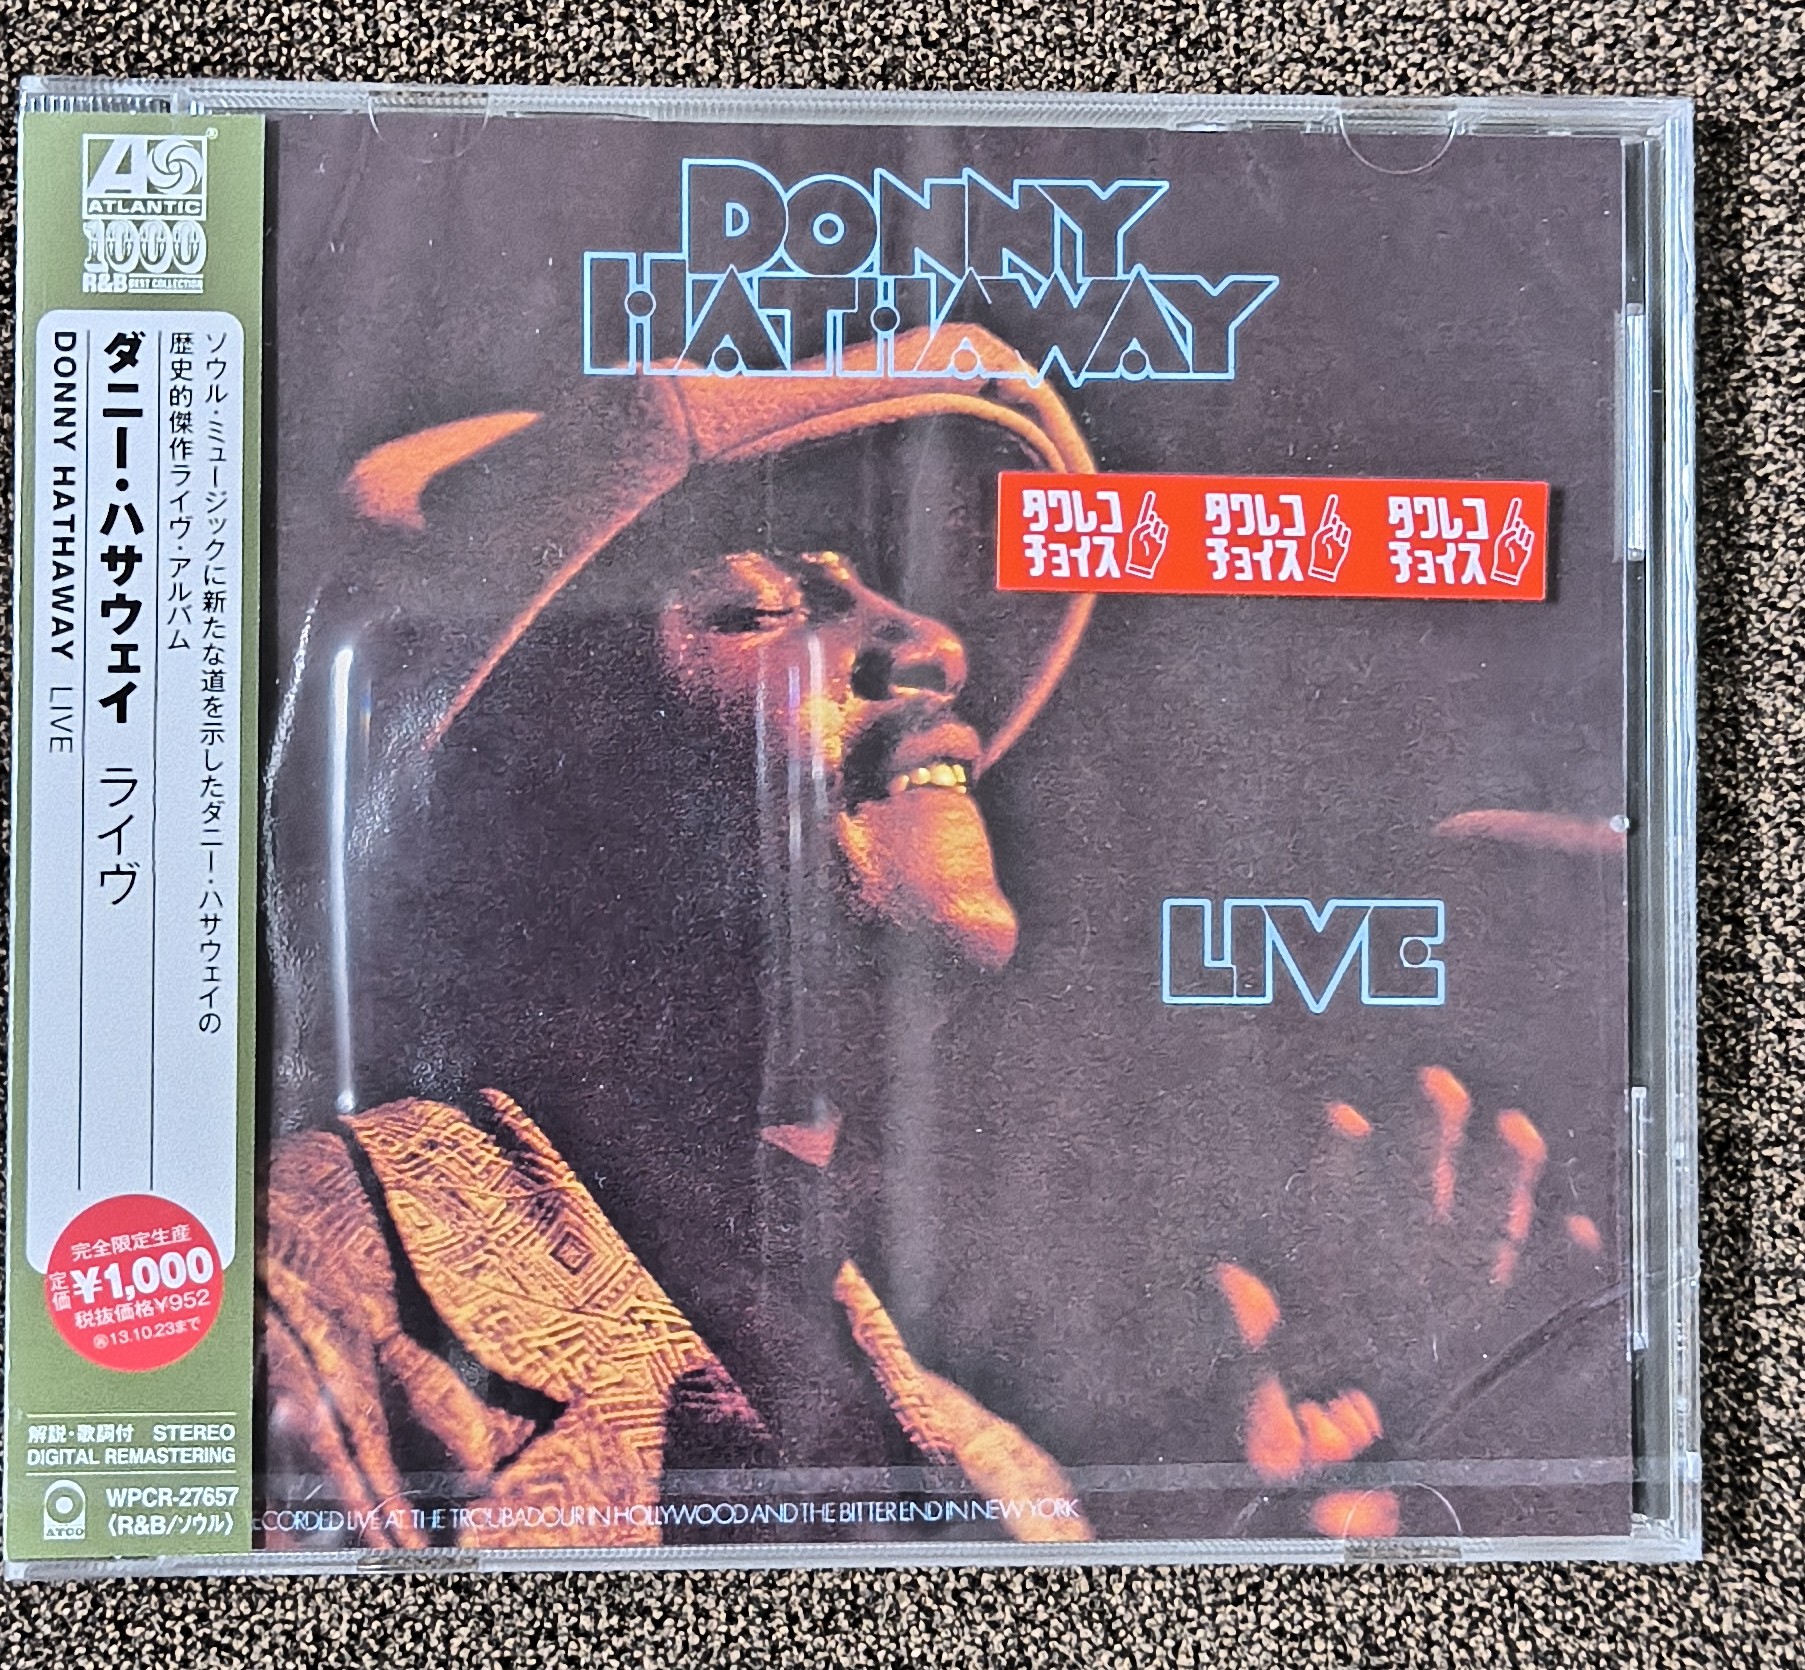 AS
ATLANTIC
1000
R&B BEST COLLECTION
ソウル・ミュージックに新たな道を示したダニー・ハサウェイの
歴史的傑作ライヴ・アルバム
ダニー・ハサウェイ ライヴ
DONNY HATHAWAY LIVE
完全限定生産
定価 ¥1,000
税抜価格¥952
再13.10.23まで
解説・歌詞付 STEREO
DIGITAL REMASTERING
ATCO
WPCR-27657
〈R&B/ソウル〉
DONNY
HATHAWAY
タワレコ タワレコ タワレコ
チョイス チョイス チョイス
LIVE
ECORDED LIVE AT THE TROUBADOUR IN HOLLYWOOD AND THE BITTER END IN NEW YORK